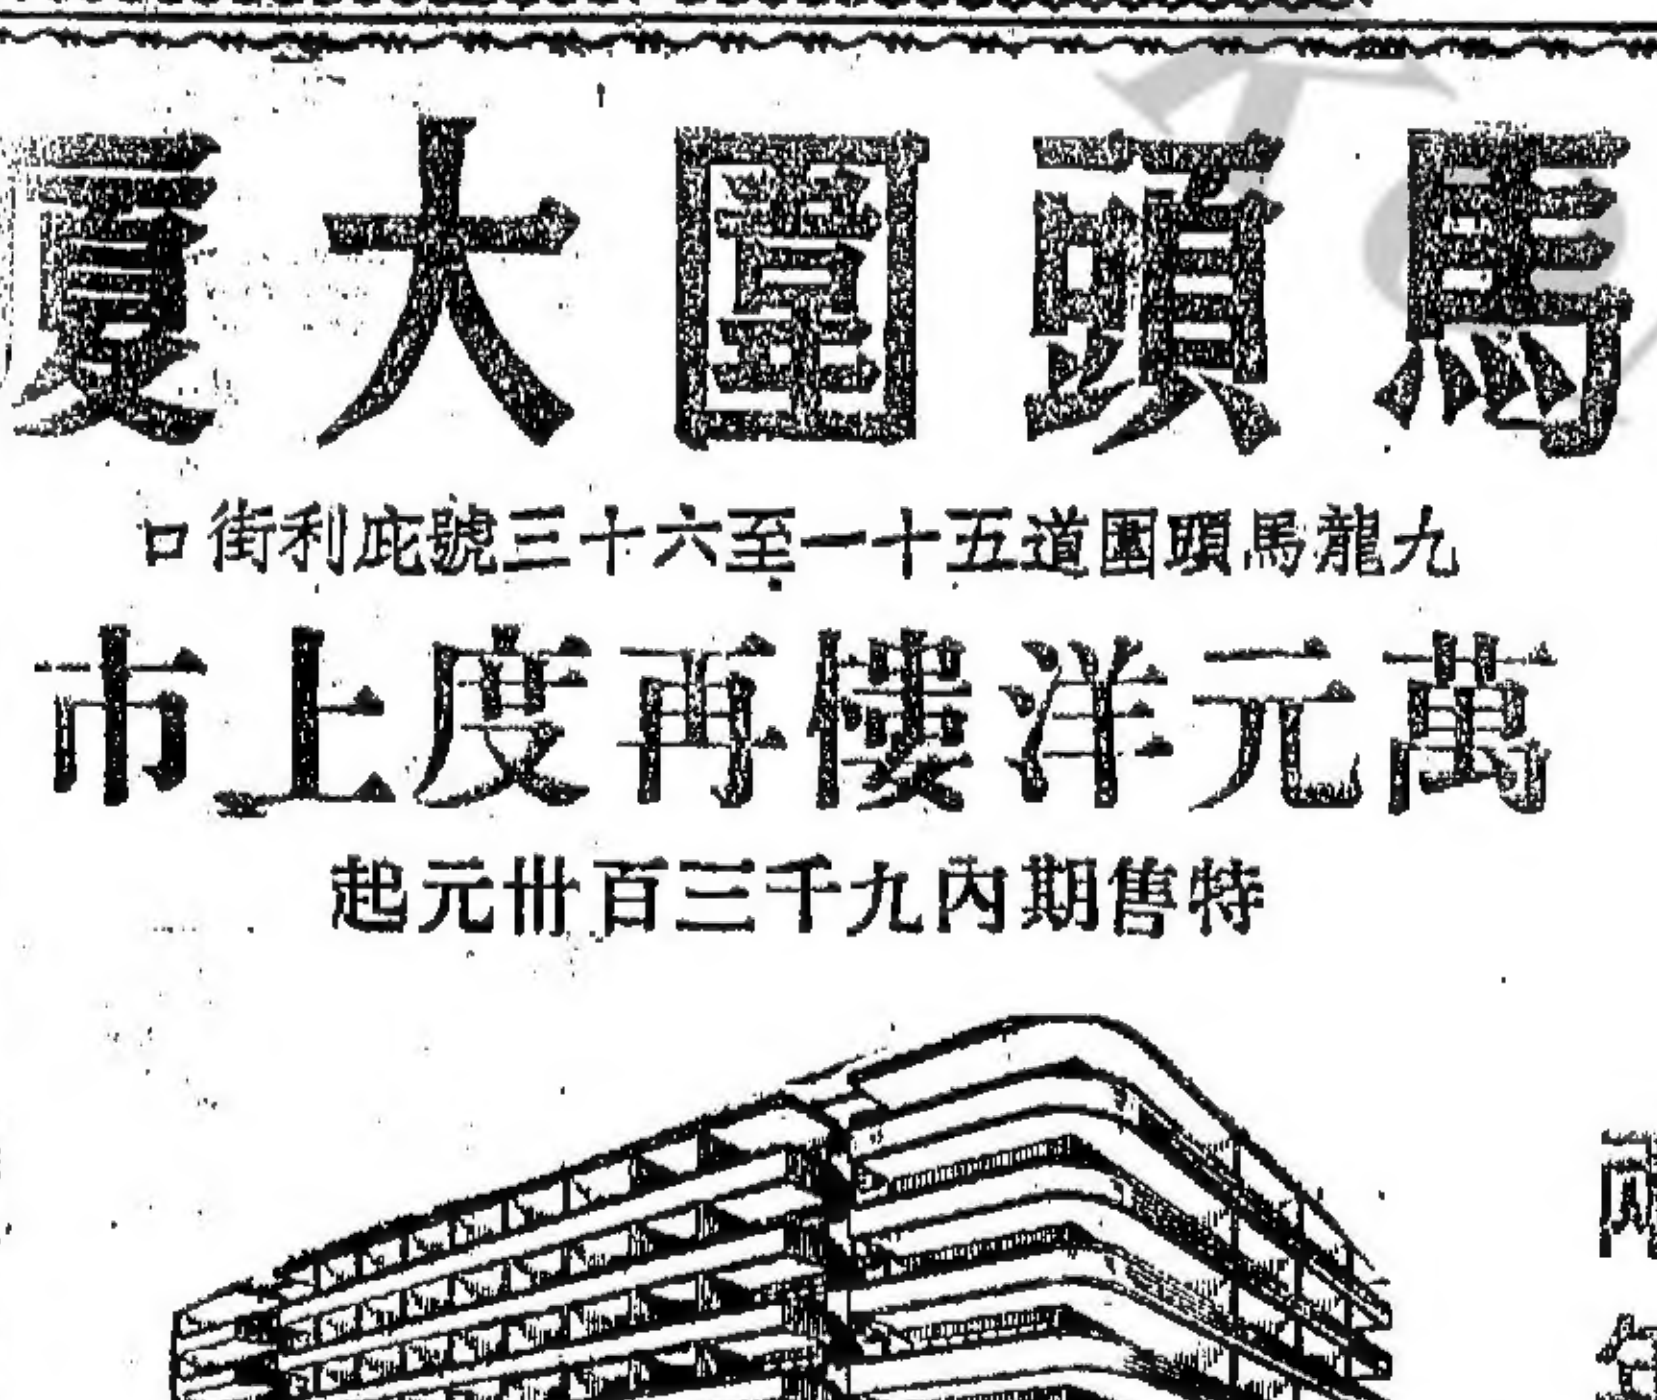 馬頭圍大厦
九龍馬頭圍道五十一至六十三號庇利街口
萬元洋樓再度上市
特售期內九千三百卅元起